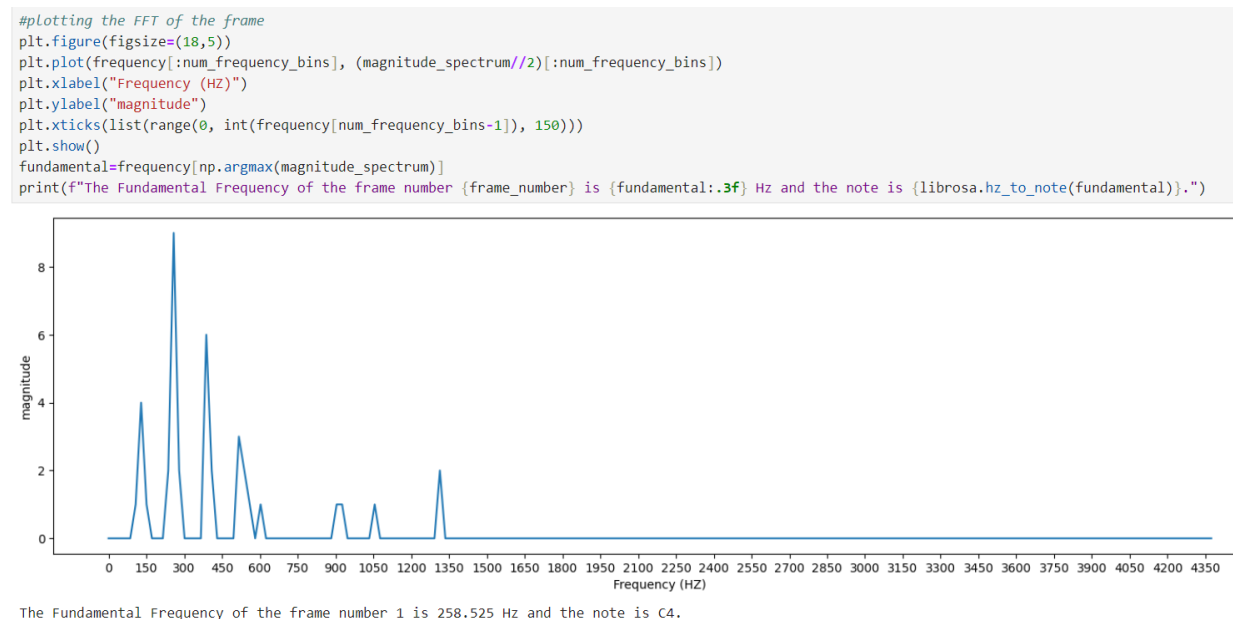 #plotting the FFT of the frame
plt.figure(figsize=(18,5))
plt.plot(frequency[:num_frequency_bins], (magnitude_spectrum//2)[:num_frequency_bins])
plt.xlabel("Frequency (HZ)")
plt.ylabel("magnitude")
plt.xticks(list(range(0, int(frequency[num_frequency_bins-1]), 150)))
plt.show()
fundamental=frequency[np.argmax(magnitude_spectrum)]
print(f"The Fundamental Frequency of the frame number {frame_number} is {fundamental:.3f} Hz and the note is {librosa.hz_to_note(fundamental)}.")
8
6
4
2
0
magnitude
0 150 300 450 600 750 900 1050 1200 1350 1500 1650 1800 1950 2100 2250 2400 2550 2700 2850 3000 3150 3300 3450 3600 3750 3900 4050 4200 4350
Frequency (HZ)
The Fundamental Frequency of the frame number 1 is 258.525 Hz and the note is C4.